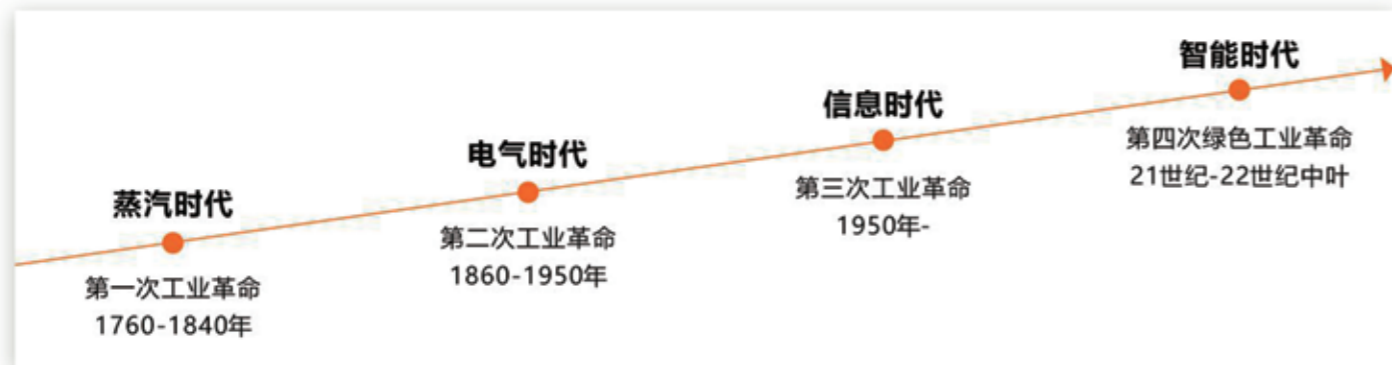 蒸汽时代
第一次工业革命
1760-1840年
电气时代
第二次工业革命
1860-1950年
信息时代
第三次工业革命
1950年-
智能时代
第四次绿色工业革命
21世纪-22世纪中叶